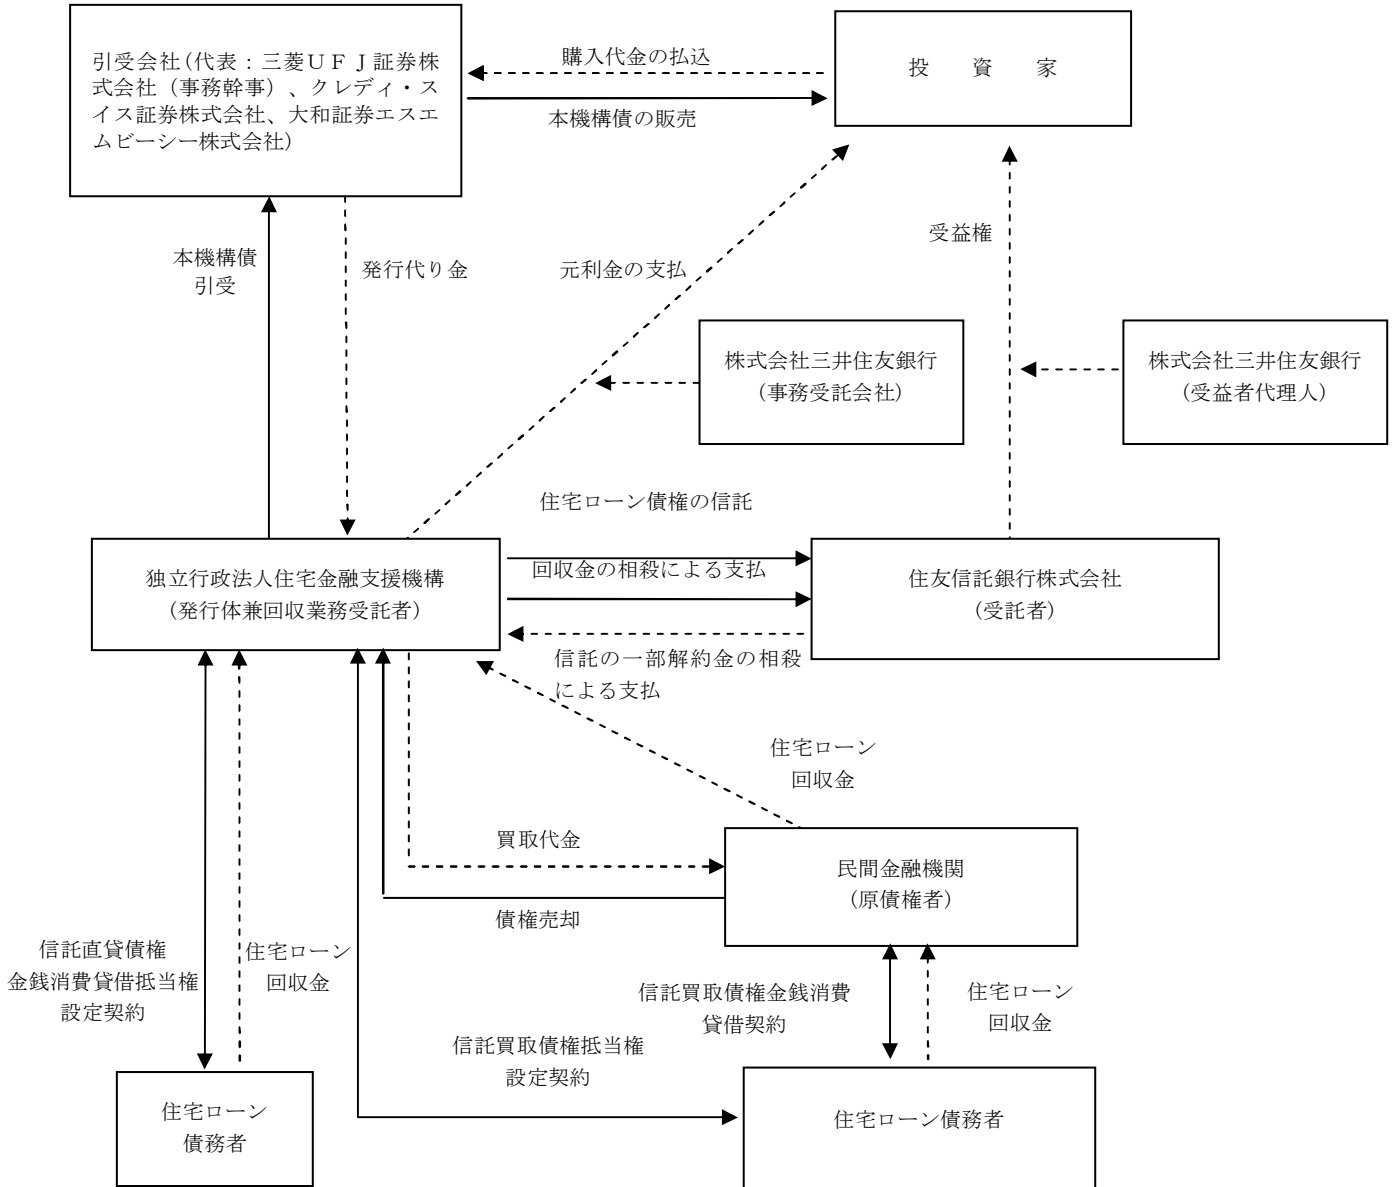 引受会社(代表：三菱ＵＦＪ証券株
式会社（事務幹事）、クレディ・ス
イス証券株式会社、大和証券エスエ
ムビーシー株式会社)
購入代金の払込
本機構債の販売
投　資　家
本機構債
引受
発行代り金
元利金の支払
受益権
株式会社三井住友銀行
（事務受託会社）
株式会社三井住友銀行
（受益者代理人）
住宅ローン債権の信託
独立行政法人住宅金融支援機構
（発行体兼回収業務受託者）
回収金の相殺による支払
住友信託銀行株式会社
（受託者）
信託の一部解約金の相殺
による支払
住宅ローン
回収金
買取代金
民間金融機関
（原債権者）
債権売却
信託直貸債権
金銭消費貸借抵当権
設定契約
住宅ローン
回収金
信託買取債権金銭消費
貸借契約
住宅ローン
回収金
信託買取債権抵当権
設定契約
住宅ローン
債務者
住宅ローン債務者